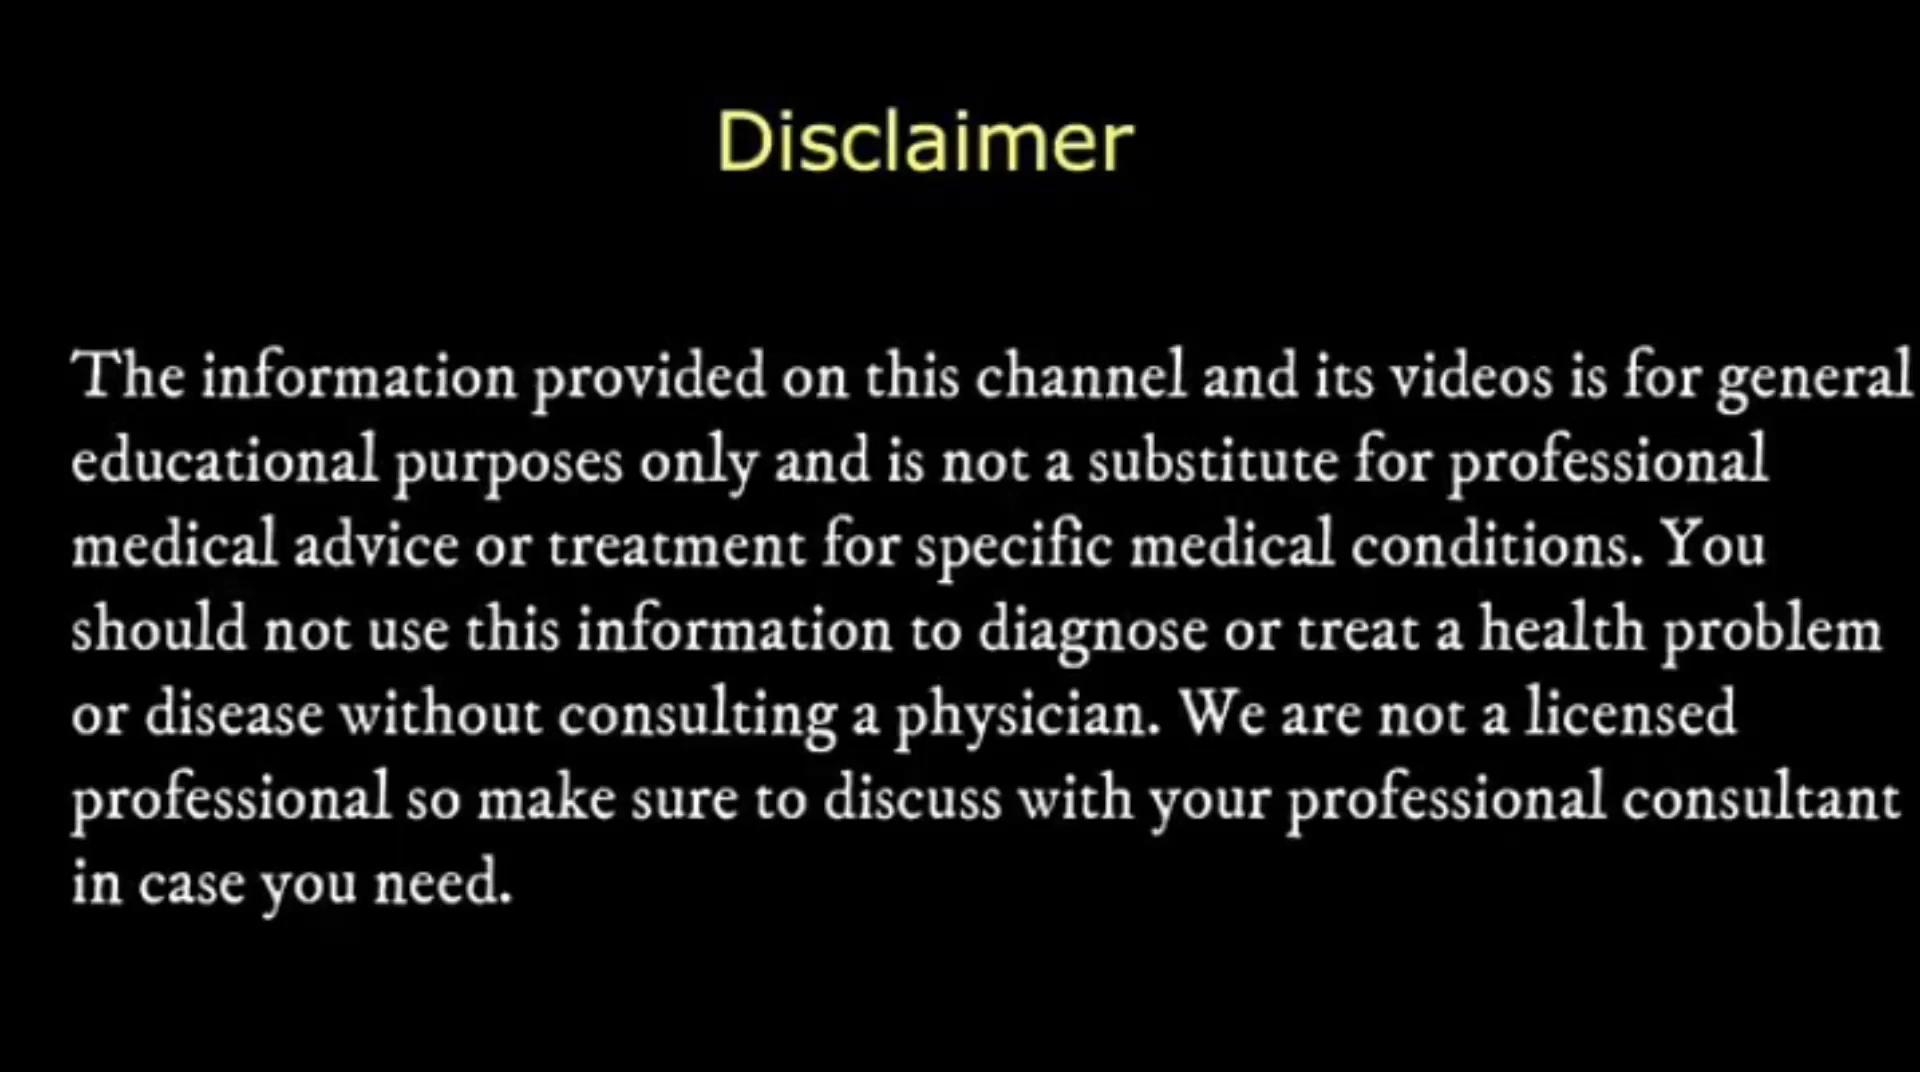 Disclaimer
The information provided on this channel and its videos is for general
educational purposes only and is not a substitute for professional
medical advice or treatment for specific medical conditions. You
should not use this information to diagnose or treat a health problem
or disease without consulting a physician. We are not a licensed
professional so make sure to discuss with your professional consultant
in case you need.